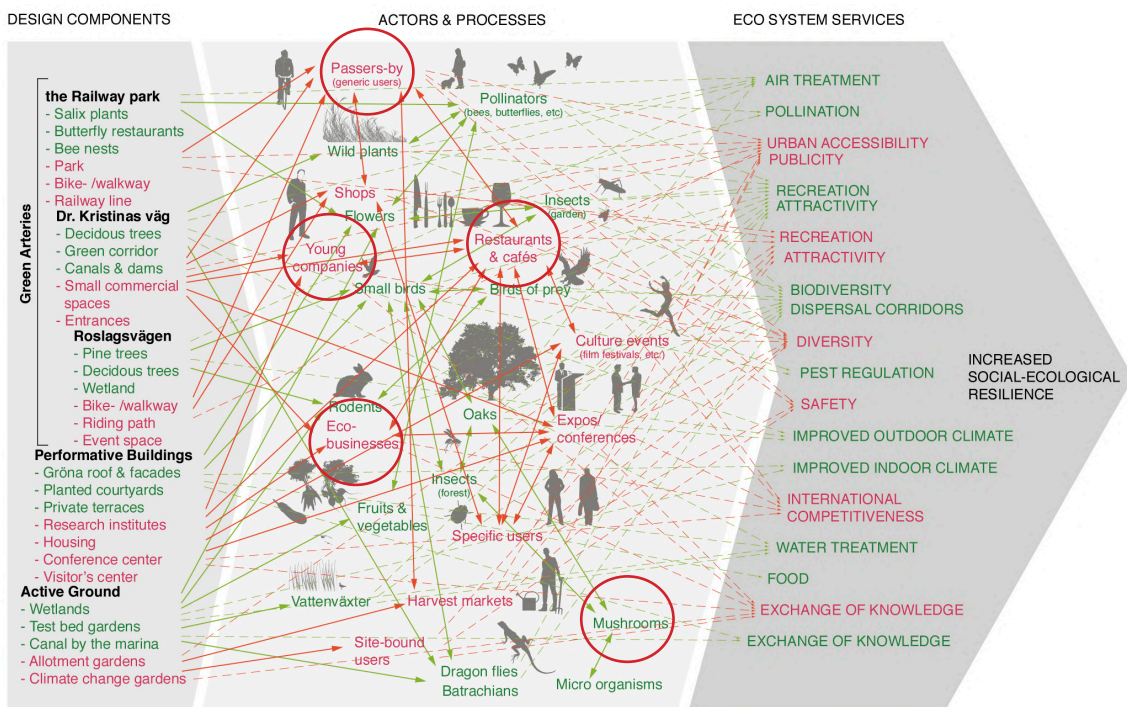 DESIGN COMPONENTS
ACTORS & PROCESSES
ECO SYSTEM SERVICES
Green Arteries
the Railway park
- Salix plants
- Butterfly restaurants
- Bee nests
- Park
- Bike- /walkway
- Railway line
Dr. Kristinas väg
- Decidous trees
- Green corridor
- Canals & dams
- Small commercial
spaces
- Entrances
Roslagsvägen
- Pine trees
- Decidous trees
- Wetland
- Bike- /walkway
- Riding path
- Event space
Performative Buildings
- Gröna roof & facades
- Planted courtyards
- Private terraces
- Research institutes
- Housing
- Conference center
- Visitor's center
Active Ground
- Wetlands
- Test bed gardens
- Canal by the marina
- Allotment gardens
- Climate change gardens
Passers-by
(generic users)
Pollinators
(bees, butterflies, etc)
Wild plants
Shops
Flowers
Insects
(garden)
Young
companies
Restaurants
& cafés
Small birds
Birds of prey
Culture events
(film festivals, etc.)
Rodents
Eco-
businesses
Oaks
Expos/
conferences
Insects
(forest)
Fruits &
vegetables
Specific users
Vattenväxter
Harvest markets
Mushrooms
Site-bound
users
Dragon flies
Batrachians
Micro organisms
AIR TREATMENT
POLLINATION
URBAN ACCESSIBILITY
PUBLICITY
RECREATION
ATTRACTIVITY
RECREATION
ATTRACTIVITY
BIODIVERSITY
DISPERSAL CORRIDORS
DIVERSITY
PEST REGULATION
SAFETY
IMPROVED OUTDOOR CLIMATE
IMPROVED INDOOR CLIMATE
INTERNATIONAL
COMPETITIVENESS
WATER TREATMENT
FOOD
EXCHANGE OF KNOWLEDGE
EXCHANGE OF KNOWLEDGE
INCREASED
SOCIAL-ECOLOGICAL
RESILIENCE